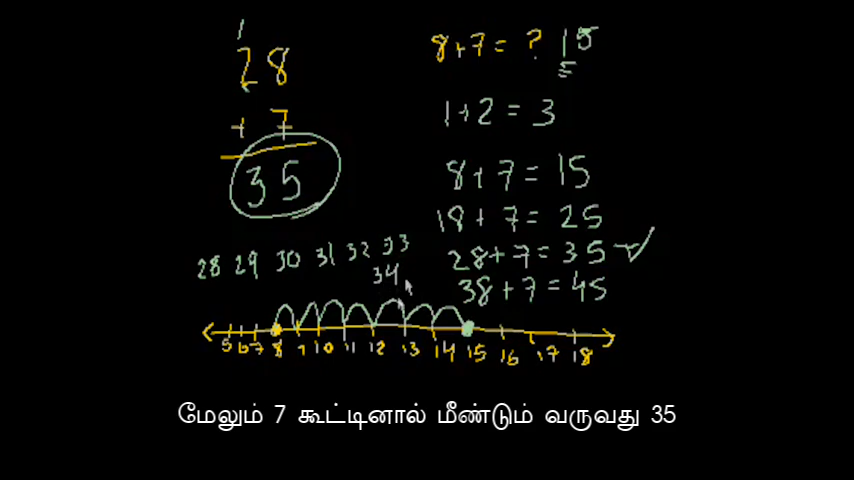 1
28
+ 7
35
8+7= ? 15
1+2 = 3
8+7=15
18+7=25
28+7=35
38+7=45
28 29 30 31 32 33
34
5 6 7 8 9 10 11 12 13 14 15 16 17 18
மேலும் 7 கூட்டினால் மீண்டும் வருவது 35